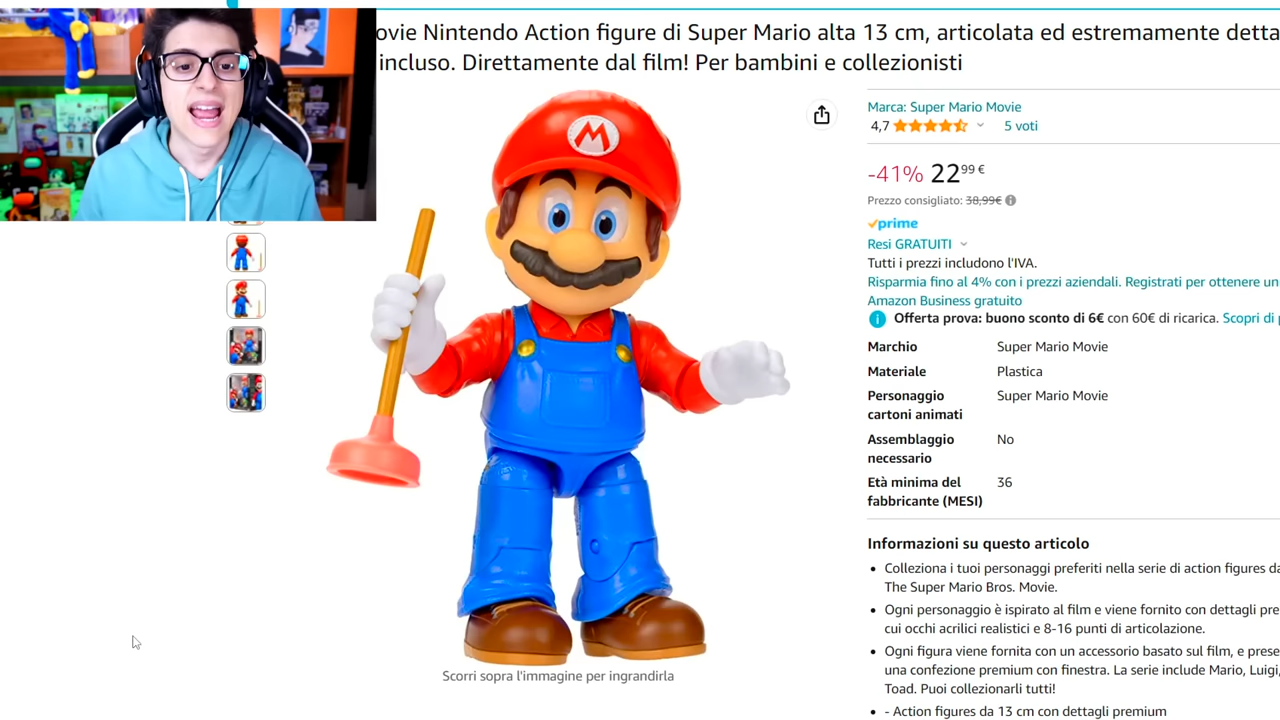 ovie Nintendo Action figure di Super Mario alta 13 cm, articolata ed estremamente detta
incluso. Direttamente dal film! Per bambini e collezionisti
M
Marca: Super Mario Movie
4,7 5 voti
-41% 22,99 €
Prezzo consigliato: 38,99€
prime
Resi GRATUITI
Tutti i prezzi includono l'IVA.
Risparmia fino al 4% con i prezzi aziendali. Registrati per ottenere un
Amazon Business gratuito
Offerta prova: buono sconto di 6€ con 60€ di ricarica. Scopri di
Marchio Super Mario Movie
Materiale Plastica
Personaggio Super Mario Movie
cartoni animati
Assemblaggio No
necessario
Età minima del 36
fabbricante (MESI)
Informazioni su questo articolo
Colleziona i tuoi personaggi preferiti nella serie di action figures da
The Super Mario Bros. Movie.
Ogni personaggio è ispirato al film e viene fornito con dettagli pre
cui occhi acrilici realistici e 8-16 punti di articolazione.
Ogni figura viene fornita con un accessorio basato sul film, e prese
una confezione premium con finestra. La serie include Mario, Luigi,
Toad. Puoi collezionarli tutti!
- Action figures da 13 cm con dettagli premium
Scorri sopra l'immagine per ingrandirla